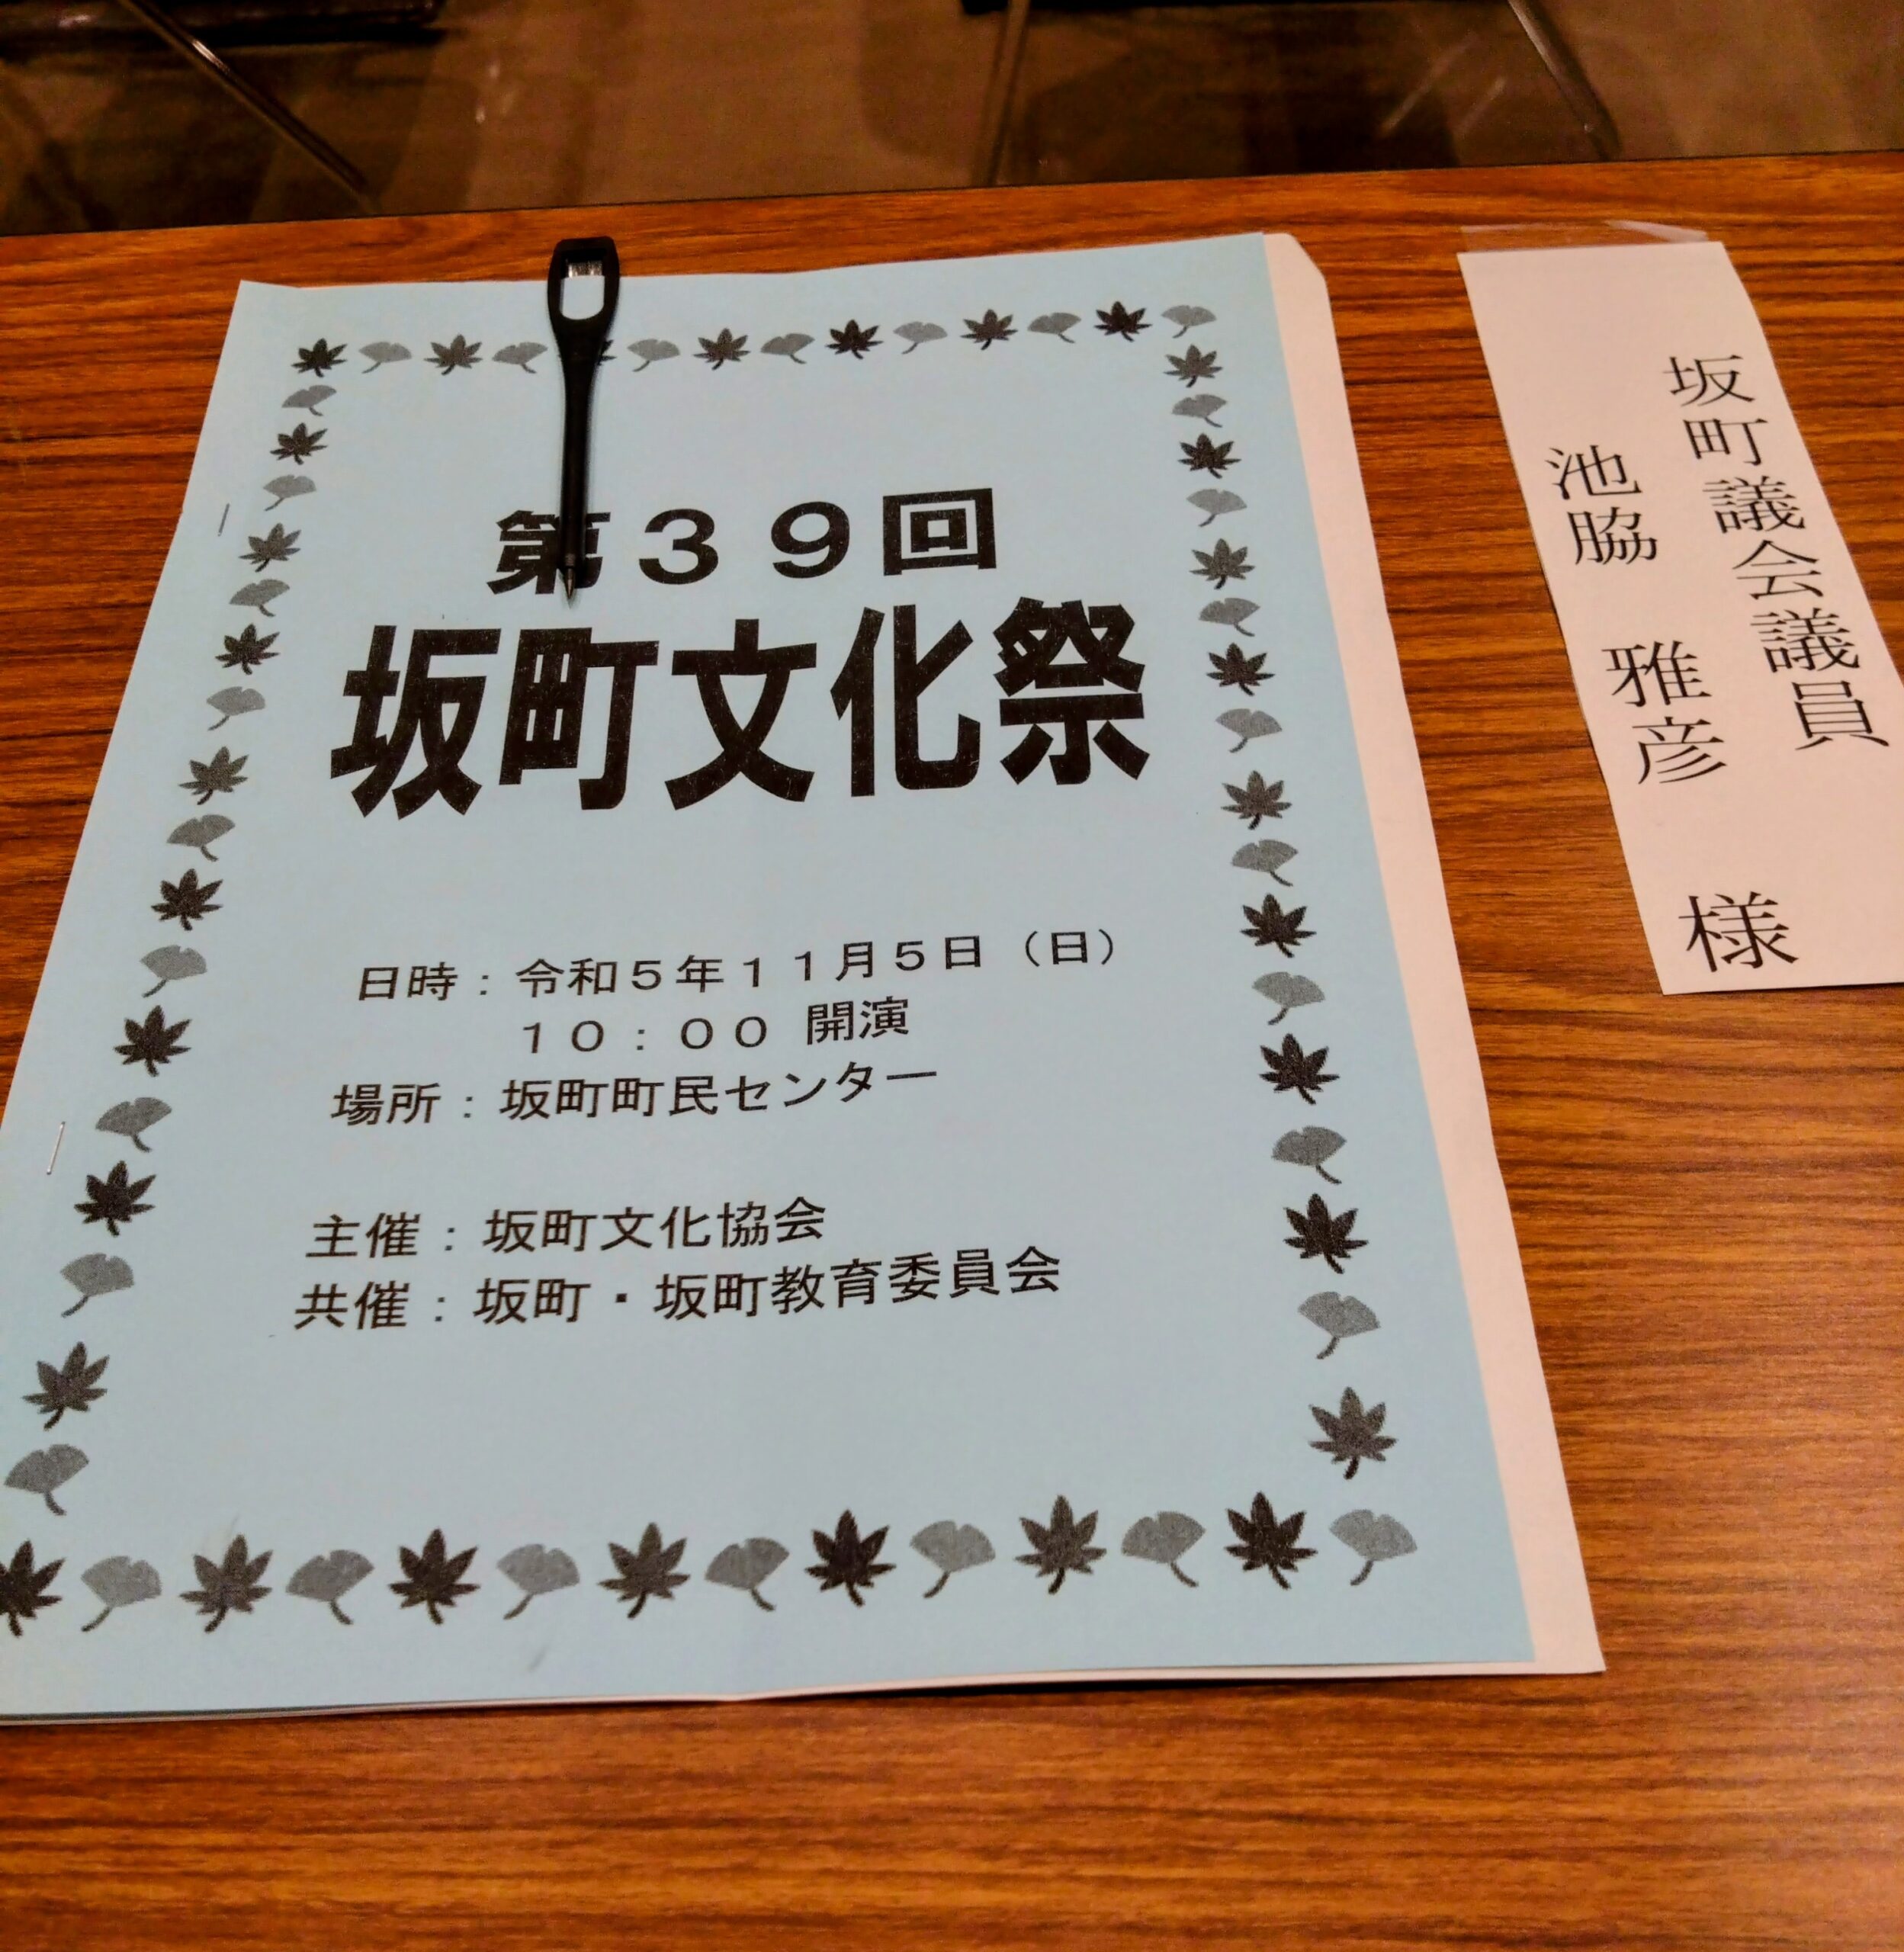 第３９回
坂町文化祭
日時：令和５年１１月５日（日）
１０：００ 開演
場所：坂町町民センター
主催：坂町文化協会
共催：坂町・坂町教育委員会
坂町議会議員
池脇 雅彦 様